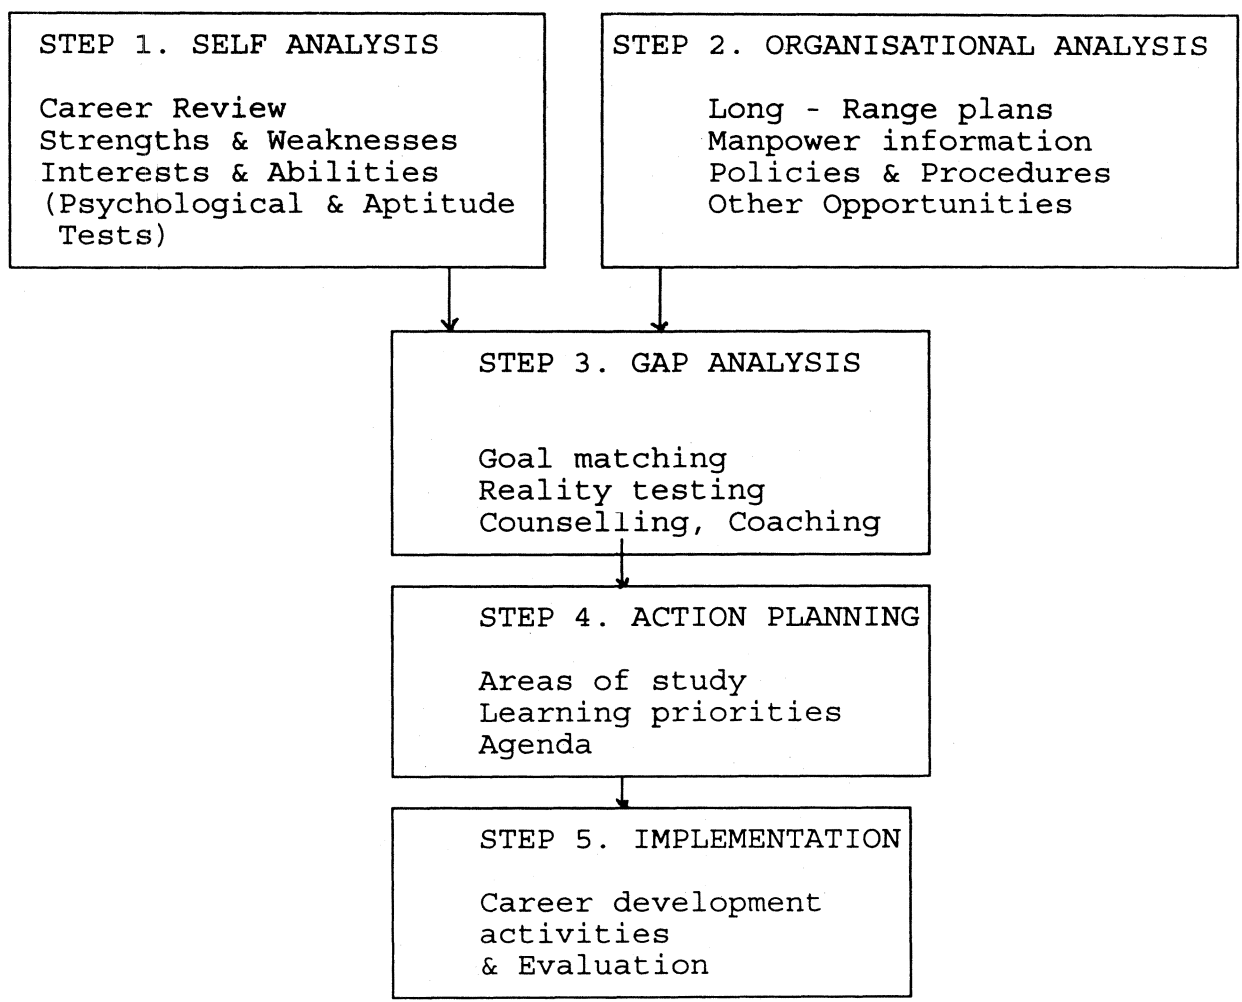 STEP 1. SELF ANALYSIS
Career Review
Strengths & Weaknesses
Interests & Abilities
(Psychological & Aptitude
Tests)
STEP 2. ORGANISATIONAL ANALYSIS
Long - Range plans
Manpower information
Policies & Procedures
Other Opportunities
STEP 3. GAP ANALYSIS
Goal matching
Reality testing
Counselling, Coaching
STEP 4. ACTION PLANNING
Areas of study
Learning priorities
Agenda
STEP 5. IMPLEMENTATION
Career development
activities
& Evaluation